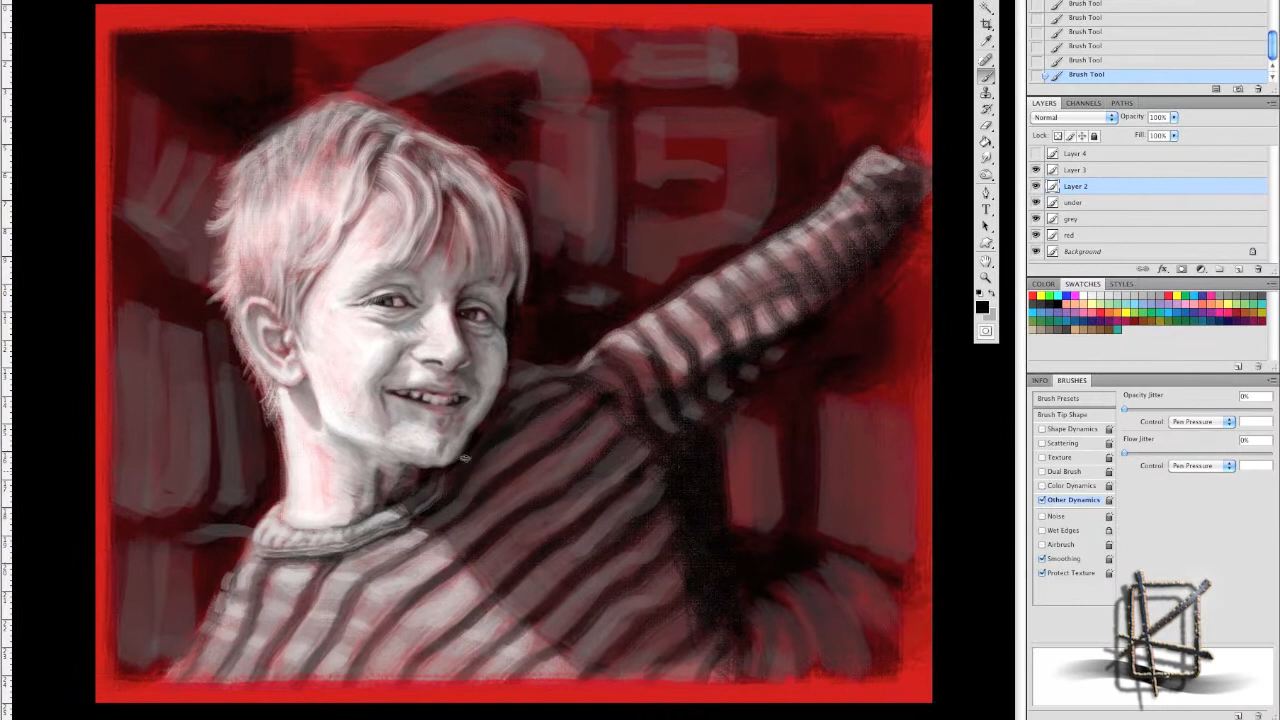 Brush Tool
Brush Tool
Brush Tool
Brush Tool
Brush Tool
Brush Tool
LAYERS CHANNELS PATHS
Normal Opacity: 100%
Lock: Fill: 100%
Layer 4
Layer 3
Layer 2
under
grey
red
Background
COLOR SWATCHES STYLES
INFO BRUSHES
Brush Presets
Brush Tip Shape
Shape Dynamics
Scattering
Texture
Dual Brush
Color Dynamics
Other Dynamics
Noise
Wet Edges
Airbrush
Smoothing
Protect Texture
Opacity Jitter 0%
Control: Pen Pressure
Flow Jitter 0%
Control: Pen Pressure